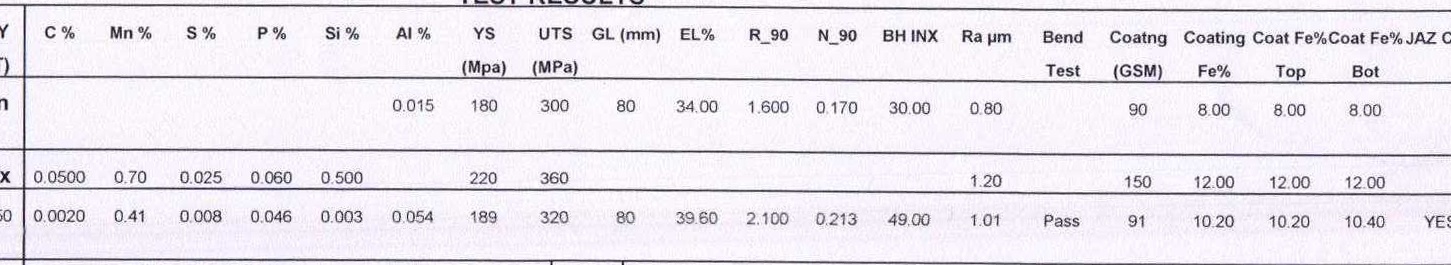 TEST RESULTS
Y C % Mn % S % P % Si % Al % YS UTS GL (mm) EL% R_90 N_90 BH INX Ra µm Bend Coatng Coating Coat Fe% Coat Fe% JAZ C
T) (Mpa) (MPa) Test (GSM) Fe% Top Bot
n 0.015 180 300 80 34.00 1.600 0.170 30.00 0.80 90 8.00 8.00 8.00
x 0.0500 0.70 0.025 0.060 0.500 220 360 1.20 150 12.00 12.00 12.00
50 0.0020 0.41 0.008 0.046 0.003 0.054 189 320 80 39.60 2.100 0.213 49.00 1.01 Pass 91 10.20 10.20 10.40 YES